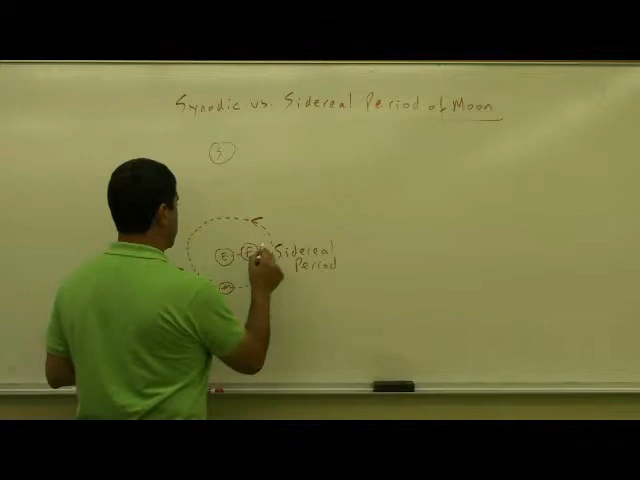 Synodic vs. Sidereal Period of Moon
S
E E Sidereal
Period
M